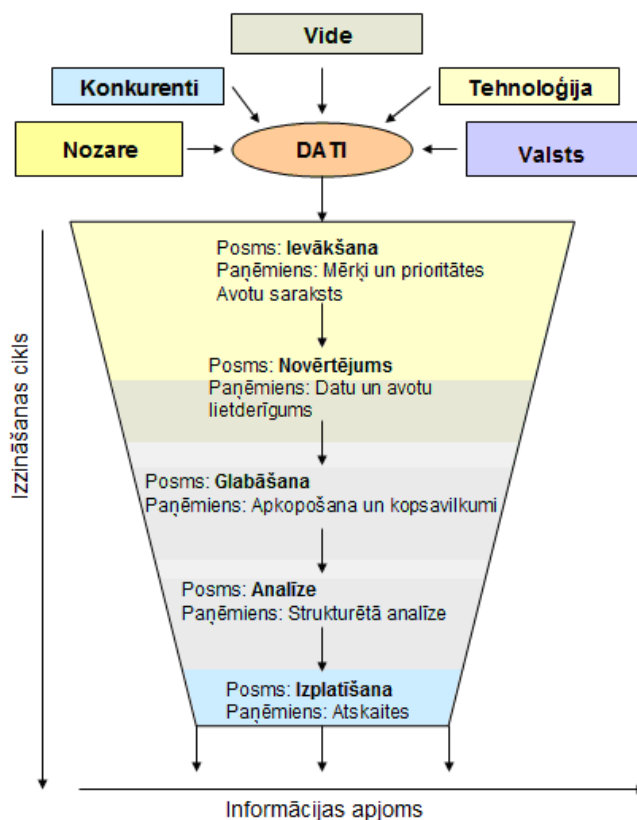 Vide
Konkurenti
Tehnoloģija
Nozare
DATI
Valsts
Posms: Ievākšana
Paņēmiens: Mērķi un prioritātes
Avotu saraksts
Posms: Novērtējums
Paņēmiens: Datu un avotu
lietderīgums
Posms: Glabāšana
Paņēmiens: Apkopošana un kopsavilkumi
Posms: Analīze
Paņēmiens: Strukturētā analīze
Posms: Izplatīšana
Paņēmiens: Atskaites
Izzināšanas cikls
Informācijas apjoms